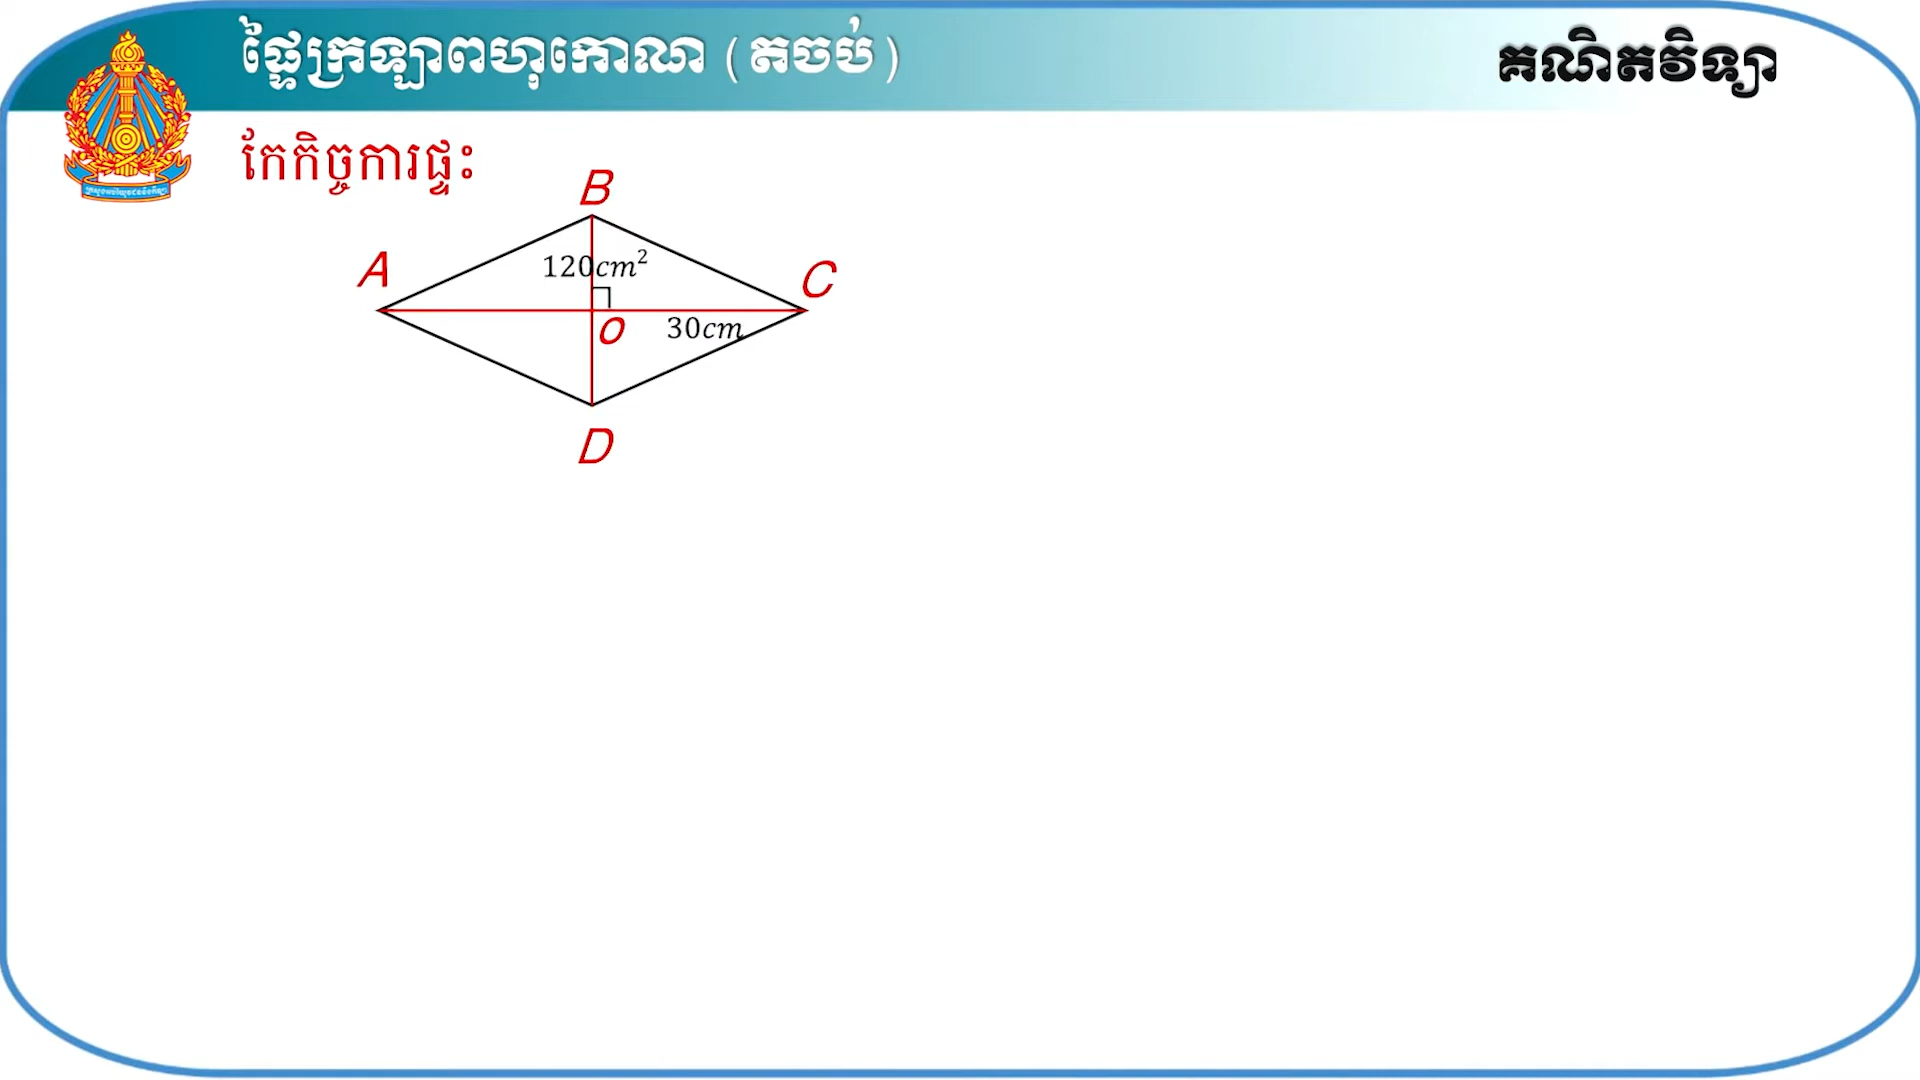 ផ្ទៃក្រឡាពហុកោណ (តចប់)
គណិតវិទ្យា
កែកិច្ចការផ្ទះ
B
A
120cm²
C
O
30cm
D